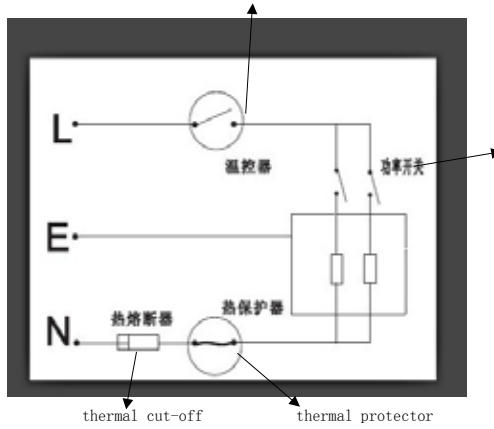 L
温控器
功率开关
E
热熔断器
热保护器
N
thermal cut-off
thermal protector